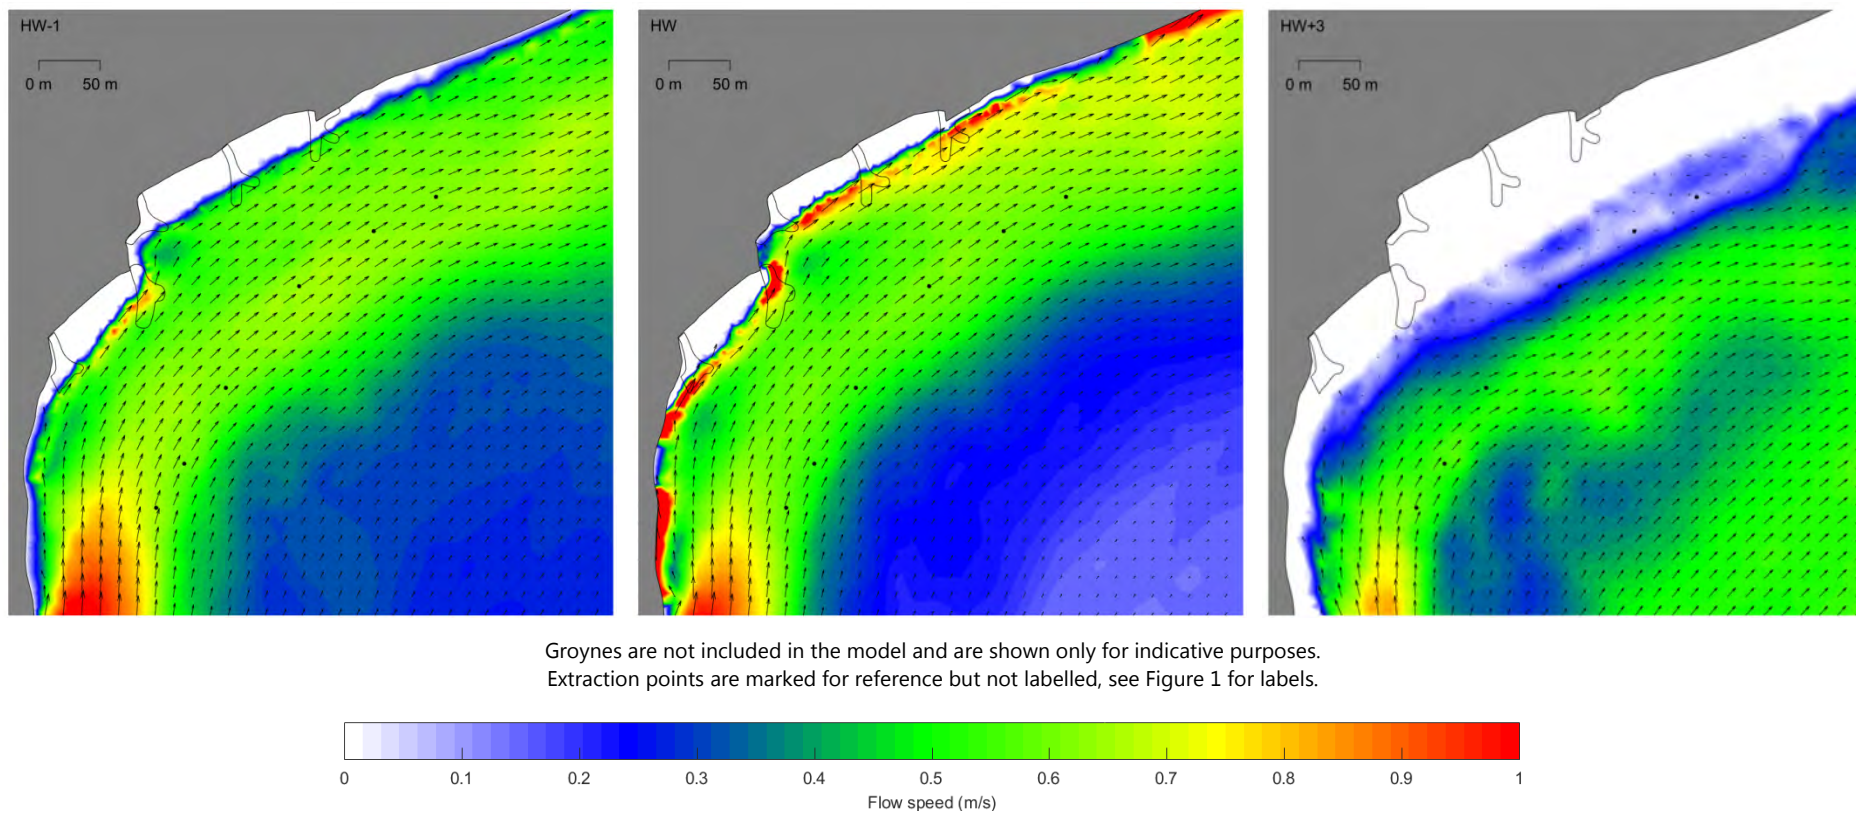 HW-1
0 m 50 m
HW
0 m 50 m
HW+3
0 m 50 m
Groynes are not included in the model and are shown only for indicative purposes.
Extraction points are marked for reference but not labelled, see Figure 1 for labels.
0 0.1 0.2 0.3 0.4 0.5 0.6 0.7 0.8 0.9 1
Flow speed (m/s)